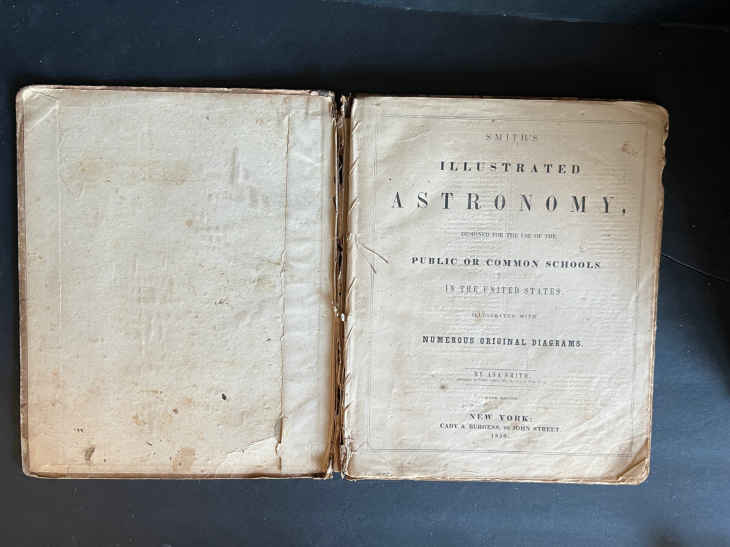 SMITH'S
ILLUSTRATED
ASTRONOMY,
DESIGNED FOR THE USE OF THE
PUBLIC OR COMMON SCHOOLS
IN THE UNITED STATES.
ILLUSTRATED WITH
NUMEROUS ORIGINAL DIAGRAMS.
BY ASA SMITH,
EDITION
NEW YORK:
CADY & BURGESS, 60 JOHN STREET